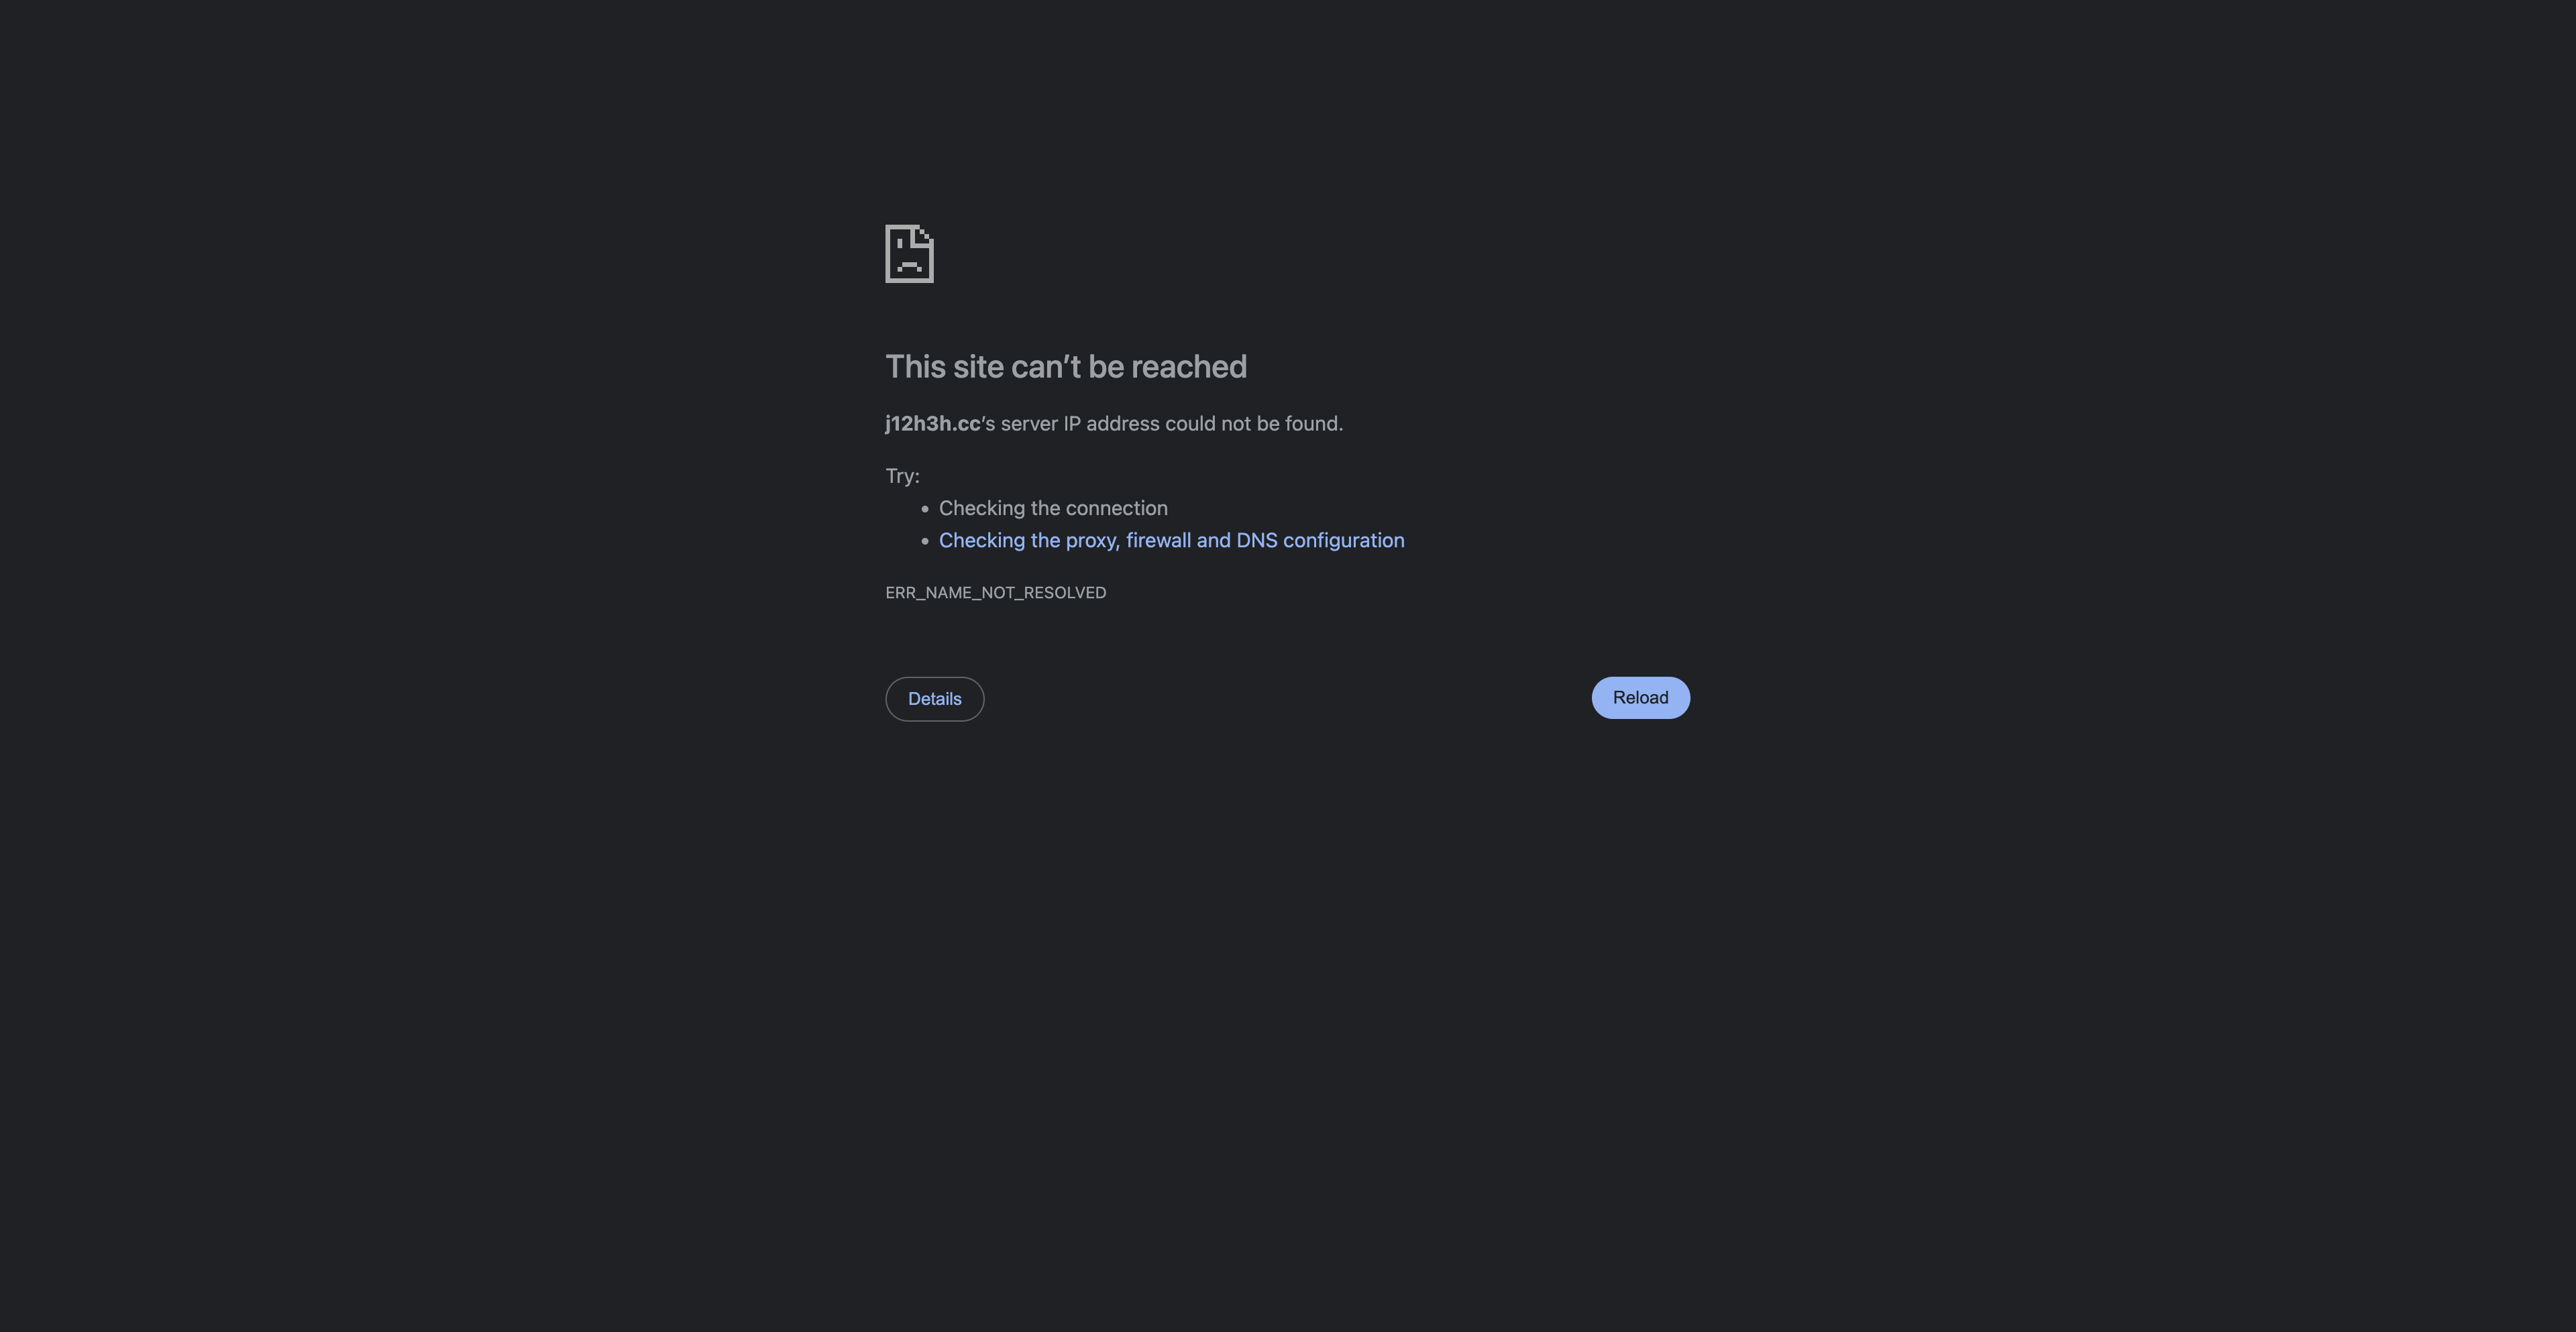 This site can’t be reached
j12h3h.cc’s server IP address could not be found.
Try:
Checking the connection
Checking the proxy, firewall and DNS configuration
ERR_NAME_NOT_RESOLVED
Details
Reload